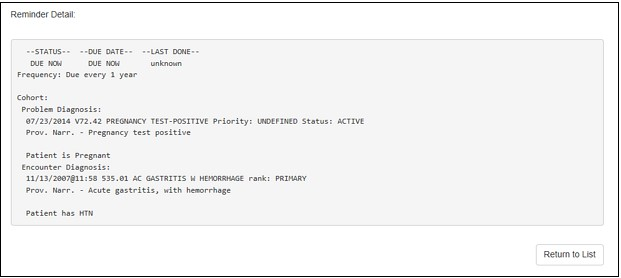 Reminder Detail:
--STATUS-- --DUE DATE-- --LAST DONE--
DUE NOW DUE NOW unknown
Frequency: Due every 1 year
Cohort:
Problem Diagnosis:
07/23/2014 V72.42 PREGNANCY TEST-POSITIVE Priority: UNDEFINED Status: ACTIVE
Prov. Narr. - Pregnancy test positive
Patient is Pregnant
Encounter Diagnosis:
11/13/2007@11:58 535.01 AC GASTRITIS W HEMORRHAGE rank: PRIMARY
Prov. Narr. - Acute gastritis, with hemorrhage
Patient has HTN
Return to List